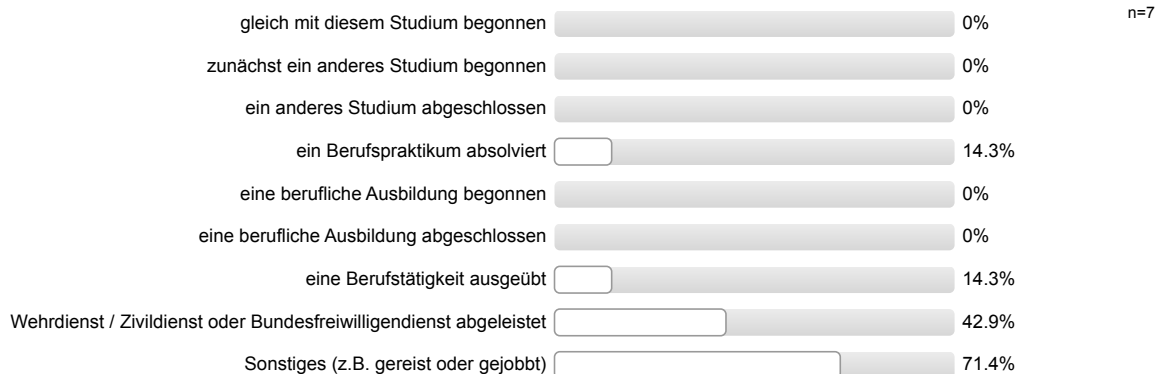 gleich mit diesem Studium begonnen 0% n=7
zunächst ein anderes Studium begonnen 0%
ein anderes Studium abgeschlossen 0%
ein Berufspraktikum absolviert 14.3%
eine berufliche Ausbildung begonnen 0%
eine berufliche Ausbildung abgeschlossen 0%
eine Berufstätigkeit ausgeübt 14.3%
Wehrdienst / Zivildienst oder Bundesfreiwilligendienst abgeleistet 42.9%
Sonstiges (z.B. gereist oder gejobbt) 71.4%